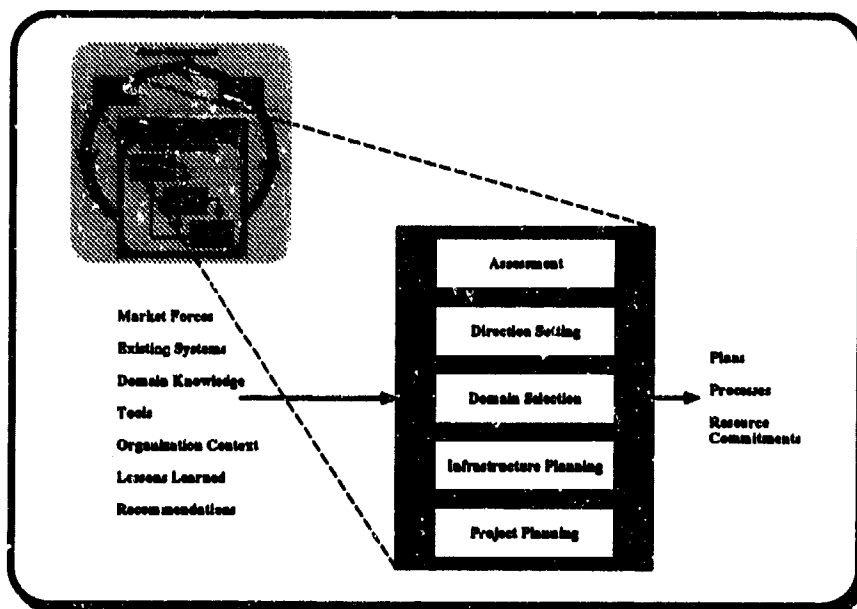 Assessment
Direction Setting
Domain Selection
Infrastructure Planning
Project Planning
Market Forces
Existing Systems
Domain Knowledge
Tools
Organization Context
Lessons Learned
Recommendations
Plans
Processes
Resource
Commitments